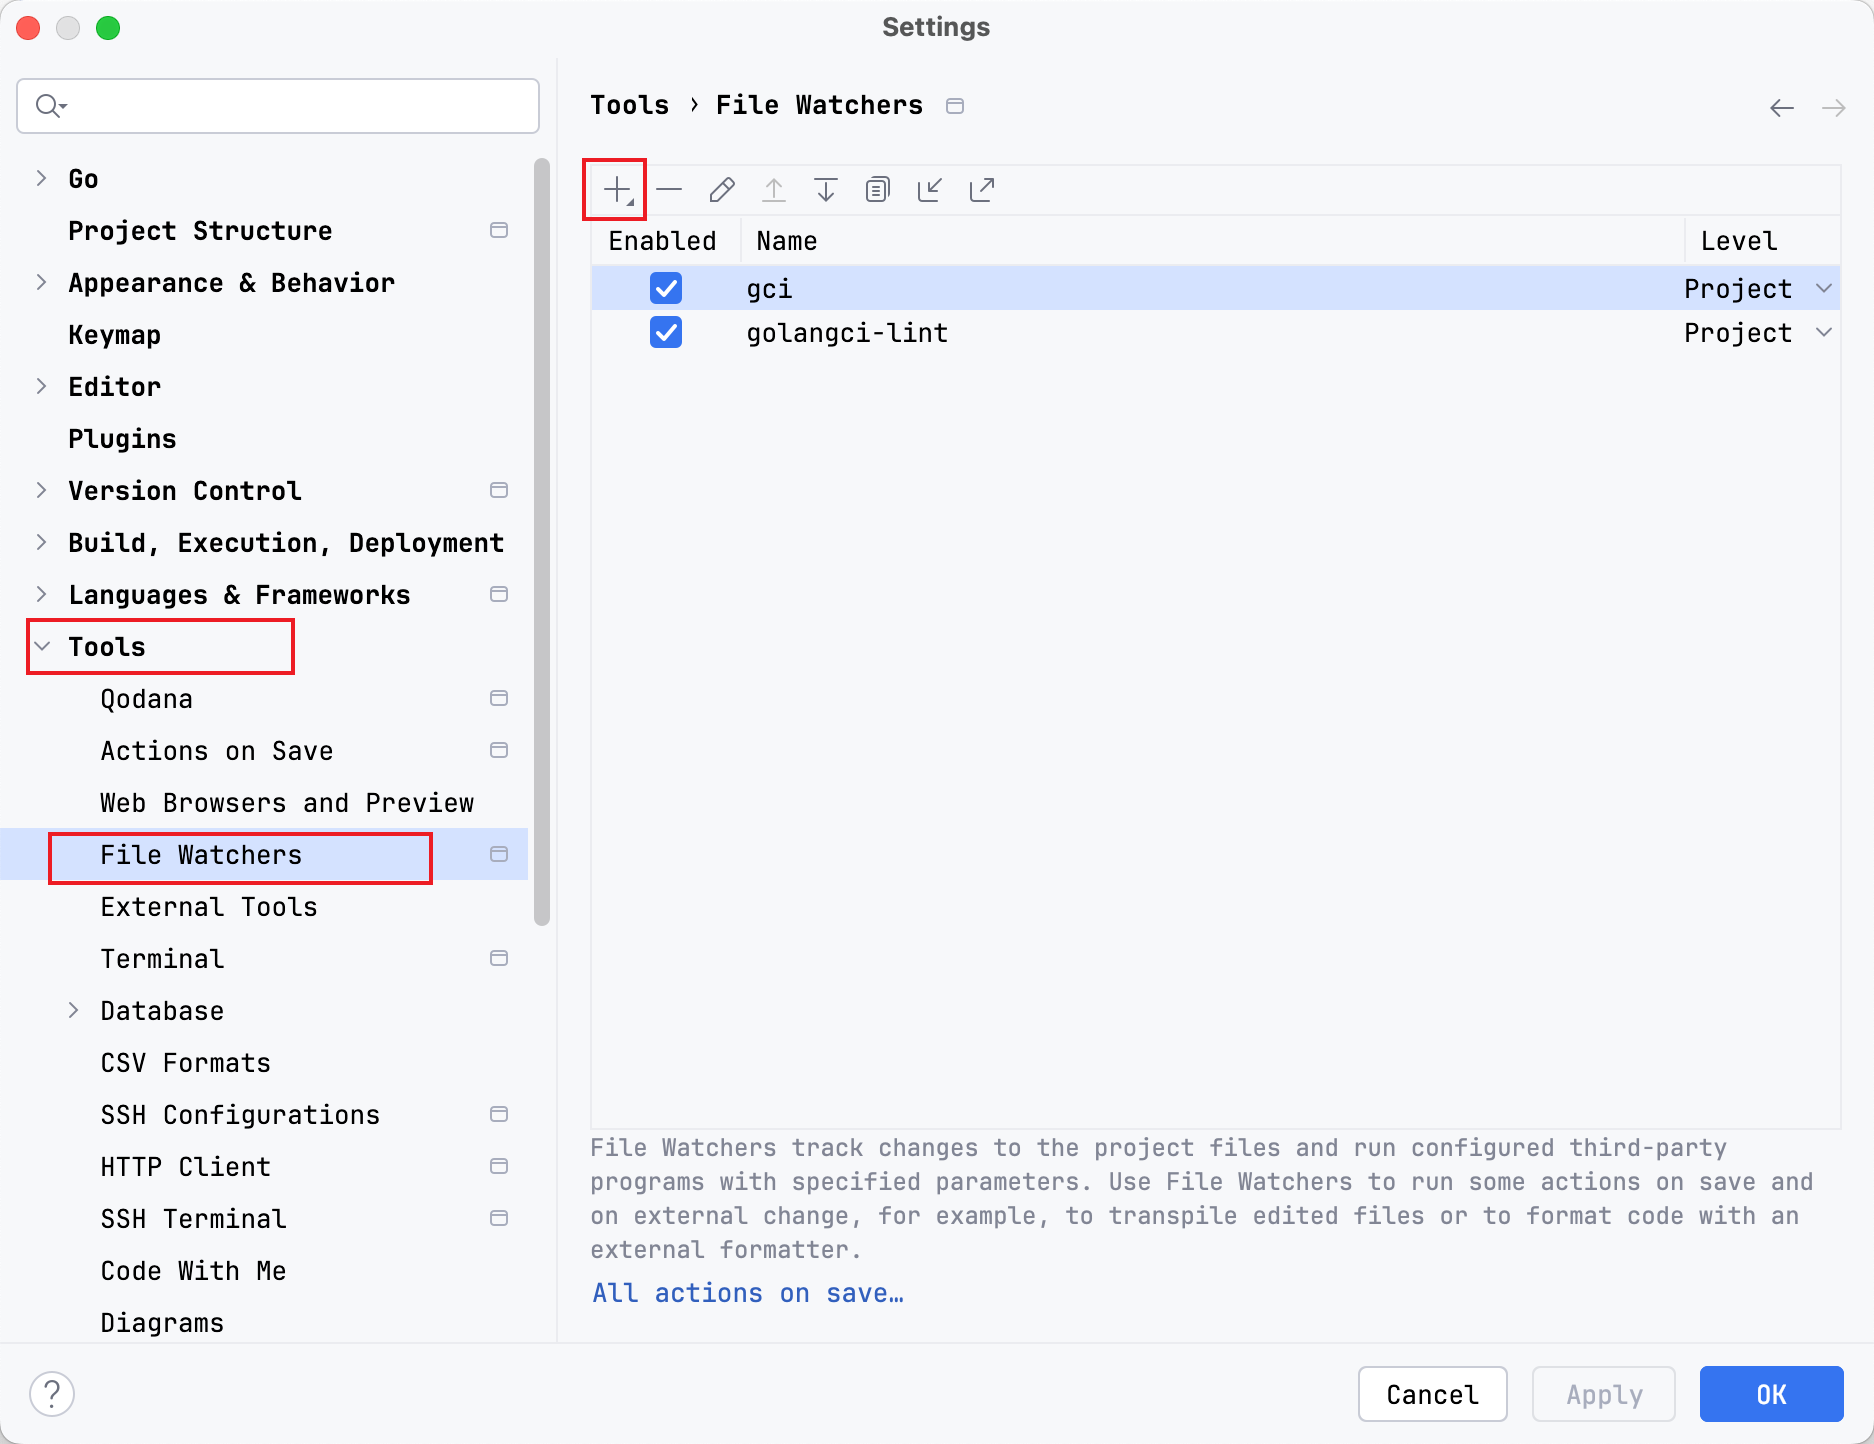 Settings
Go
Project Structure
Appearance & Behavior
Keymap
Editor
Plugins
Version Control
Build, Execution, Deployment
Languages & Frameworks
Tools
Qodana
Actions on Save
Web Browsers and Preview
File Watchers
External Tools
Terminal
Database
CSV Formats
SSH Configurations
HTTP Client
SSH Terminal
Code With Me
Diagrams
Tools › File Watchers
Enabled Name Level
gci Project
golangci-lint Project
File Watchers track changes to the project files and run configured third-party
programs with specified parameters. Use File Watchers to run some actions on save and
on external change, for example, to transpile edited files or to format code with an
external formatter.
All actions on save…
? Cancel Apply OK